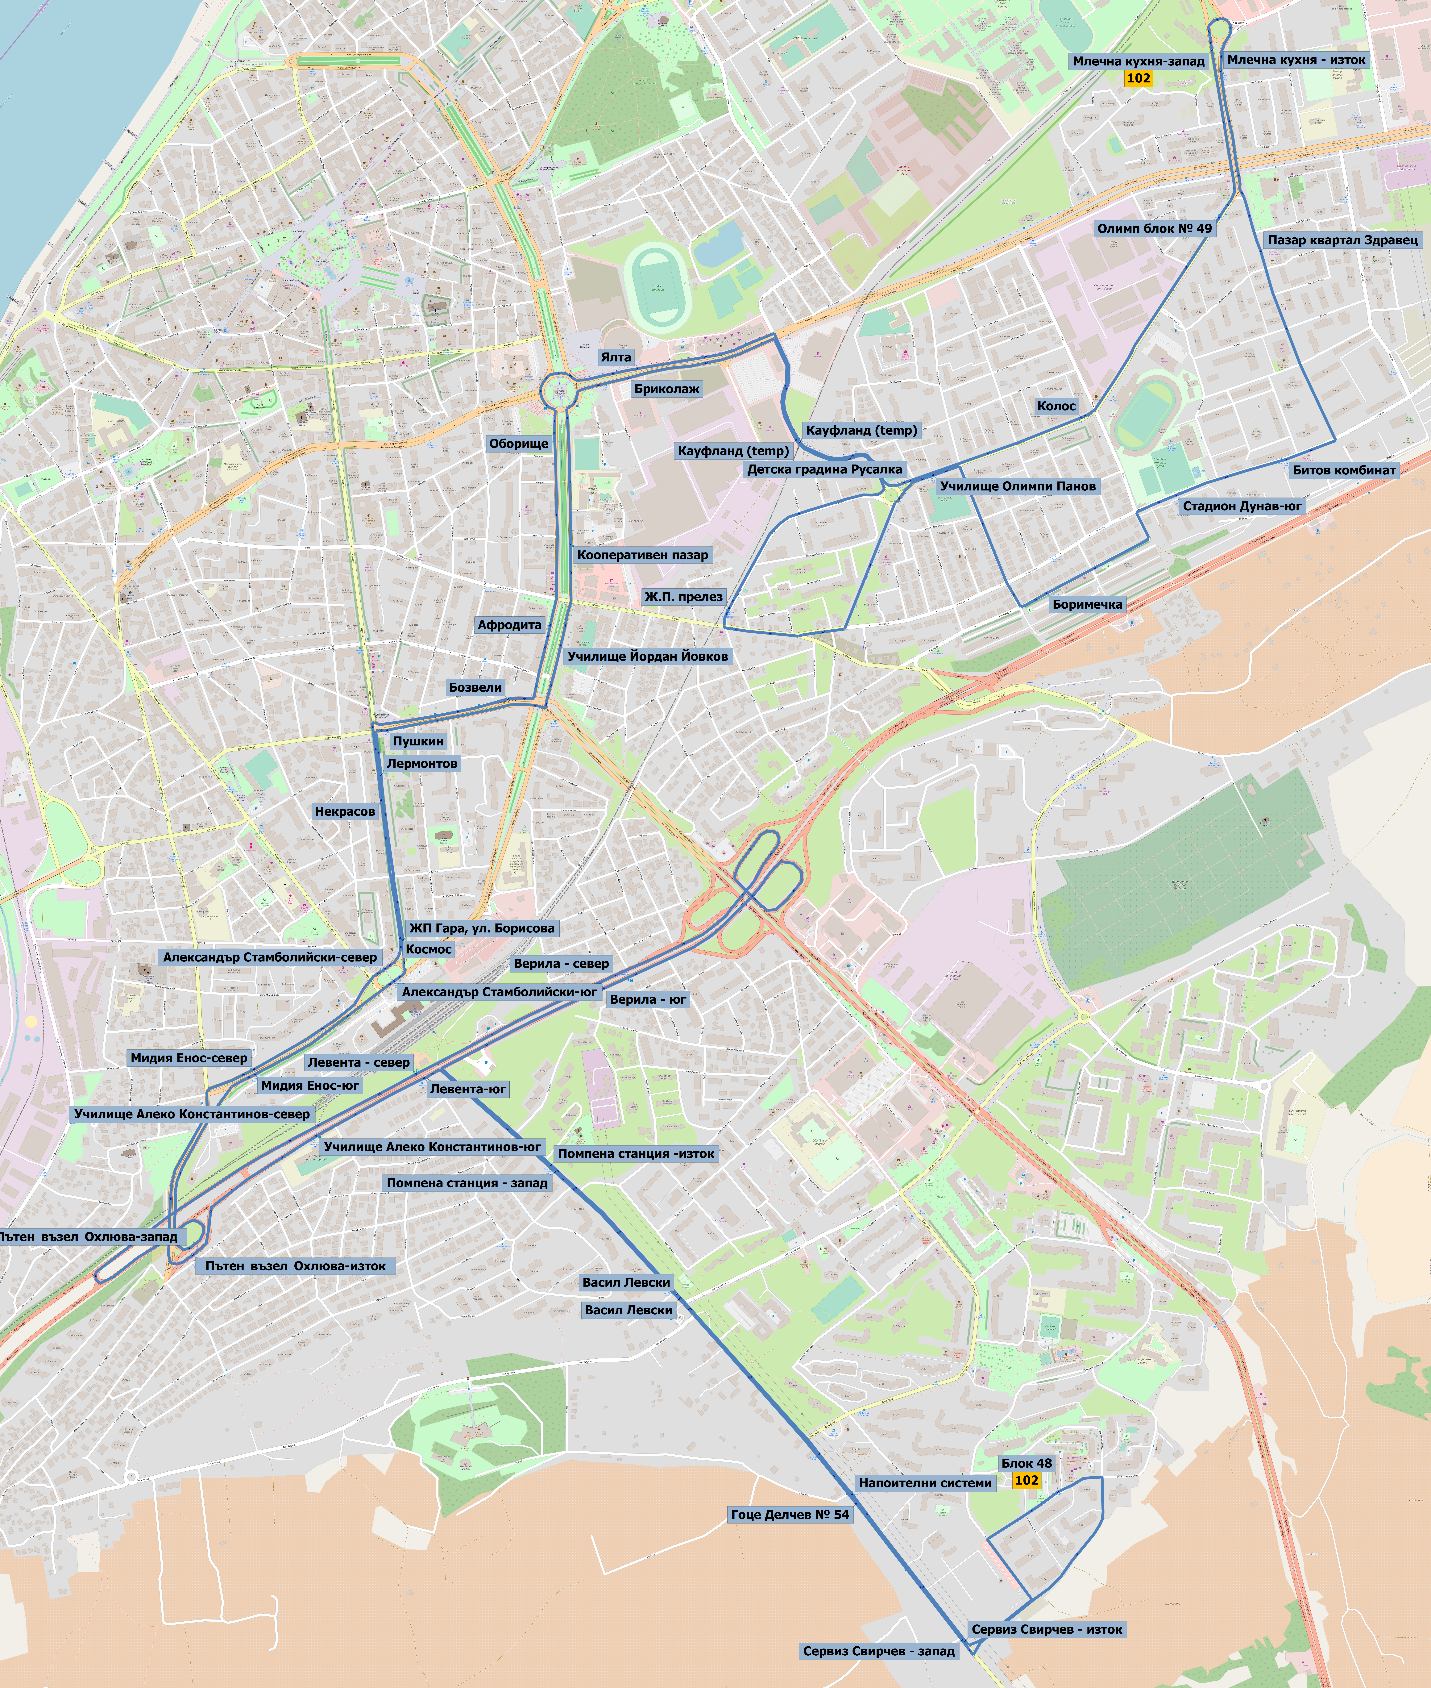 Млечна кухня-запад
Млечна кухня - изток
102
Олимп блок № 49
Пазар квартал Здравец
Ялта
Бриколаж
Колос
Кауфланд (temp)
Оборище
Кауфланд (temp)
Детска градина Русалка
Битов комбинат
Училище Олимпи Панов
Стадион Дунав-юг
Кооперативен пазар
Ж.П. прелез
Боримечка
Афродита
Училище Йордан Йовков
Бозвели
Пушкин
Лермонтов
Некрасов
ЖП Гара, ул. Борисова
Космос
Александър Стамболийски-север
Верила - север
Александър Стамболийски-юг
Верила - юг
Мидия Енос-север
Левента - север
Мидия Енос-юг
Левента-юг
Училище Алеко Константинов-север
Училище Алеко Константинов-юг
Помпена станция -изток
Помпена станция - запад
Пътен възел Охлюва-запад
Пътен възел Охлюва-изток
Васил Левски
Васил Левски
Блок 48
102
Напоителни системи
Гоце Делчев № 54
Сервиз Свирчев - изток
Сервиз Свирчев - запад